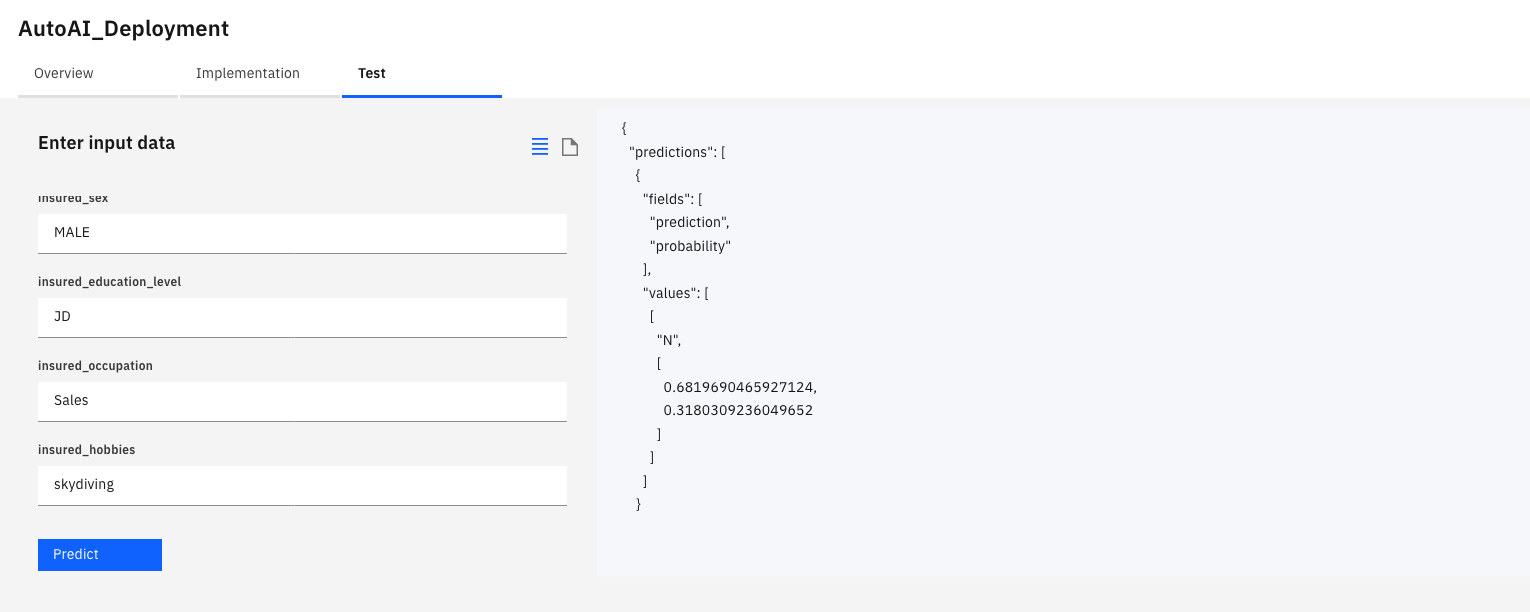 AutoAI_Deployment
Overview
Implementation
Test
Enter input data
insured_sex
MALE
insured_education_level
JD
insured_occupation
Sales
insured_hobbies
skydiving
Predict
{
"predictions": [
{
"fields": [
"prediction",
"probability"
],
"values": [
[
"N",
[
0.6819690465927124,
0.3180309236049652
]
]
]
}